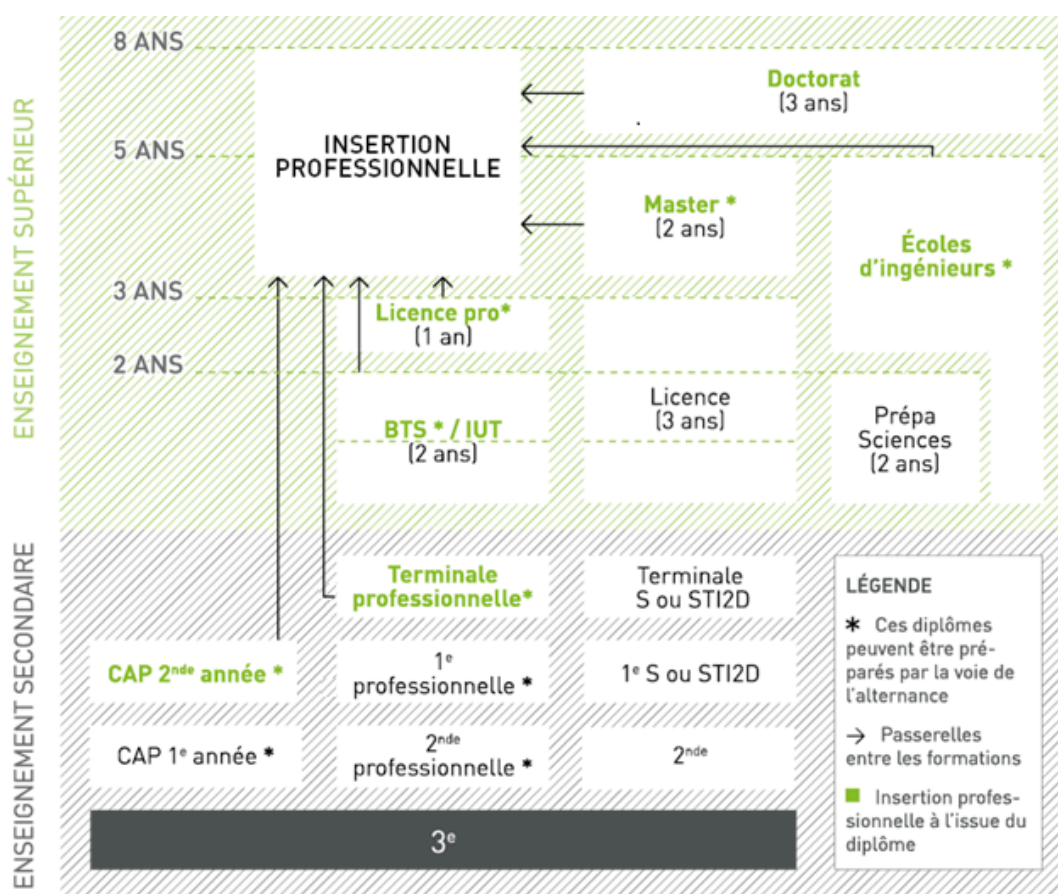 8 ANS
Doctorat
(3 ans)
INSERTION
PROFESSIONNELLE
5 ANS
Master *
(2 ans)
Écoles
d'ingénieurs *
3 ANS
Licence pro*
(1 an)
2 ANS
Licence
(3 ans)
BTS * / IUT
(2 ans)
Prépa
Sciences
(2 ans)
ENSEIGNEMENT SUPÉRIEUR
Terminale
professionnelle*
Terminale
S ou STI2D
CAP 2nde année *
1e
professionnelle *
1e S ou STI2D
CAP 1e année *
2nde
professionnelle *
2nde
3e
ENSEIGNEMENT SECONDAIRE
LÉGENDE
* Ces diplômes
peuvent être pré-
parés par la voie de
l'alternance
→ Passerelles
entre les formations
■ Insertion profes-
sionnelle à l'issue du
diplôme